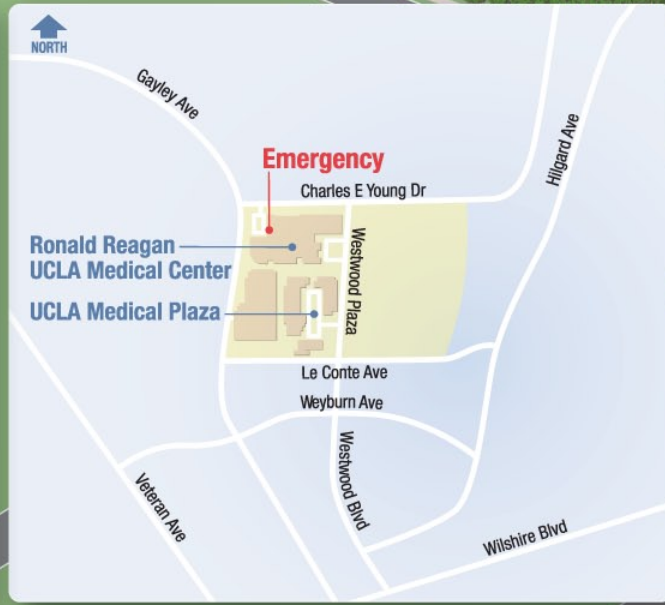 NORTH
Gayley Ave
Hilgard Ave
Emergency
Charles E Young Dr
Ronald Reagan
UCLA Medical Center
Westwood Plaza
UCLA Medical Plaza
Le Conte Ave
Weyburn Ave
Westwood Blvd
Veteran Ave
Wilshire Blvd